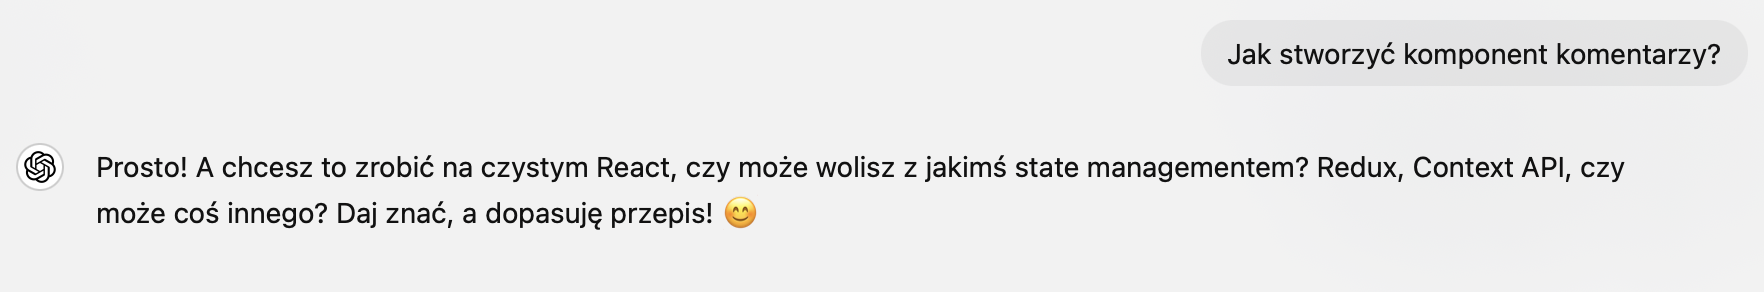 Jak stworzyć komponent komentarzy?
Prosto! A chcesz to zrobić na czystym React, czy może wolisz z jakimś state managementem? Redux, Context API, czy
może coś innego? Daj znać, a dopasuję przepis! 😊